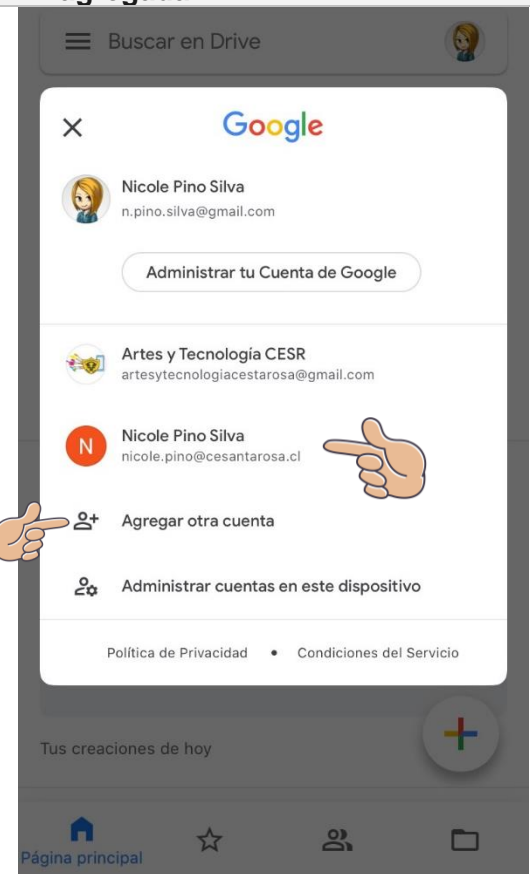 Buscar en Drive
Google
Nicole Pino Silva
n.pino.silva@gmail.com
Administrar tu Cuenta de Google
Artes y Tecnología CESR
artesytecnologiacestarosa@gmail.com
N
Nicole Pino Silva
nicole.pino@cesantarosa.cl
Agregar otra cuenta
Administrar cuentas en este dispositivo
Política de Privacidad • Condiciones del Servicio
Tus creaciones de hoy
Página principal